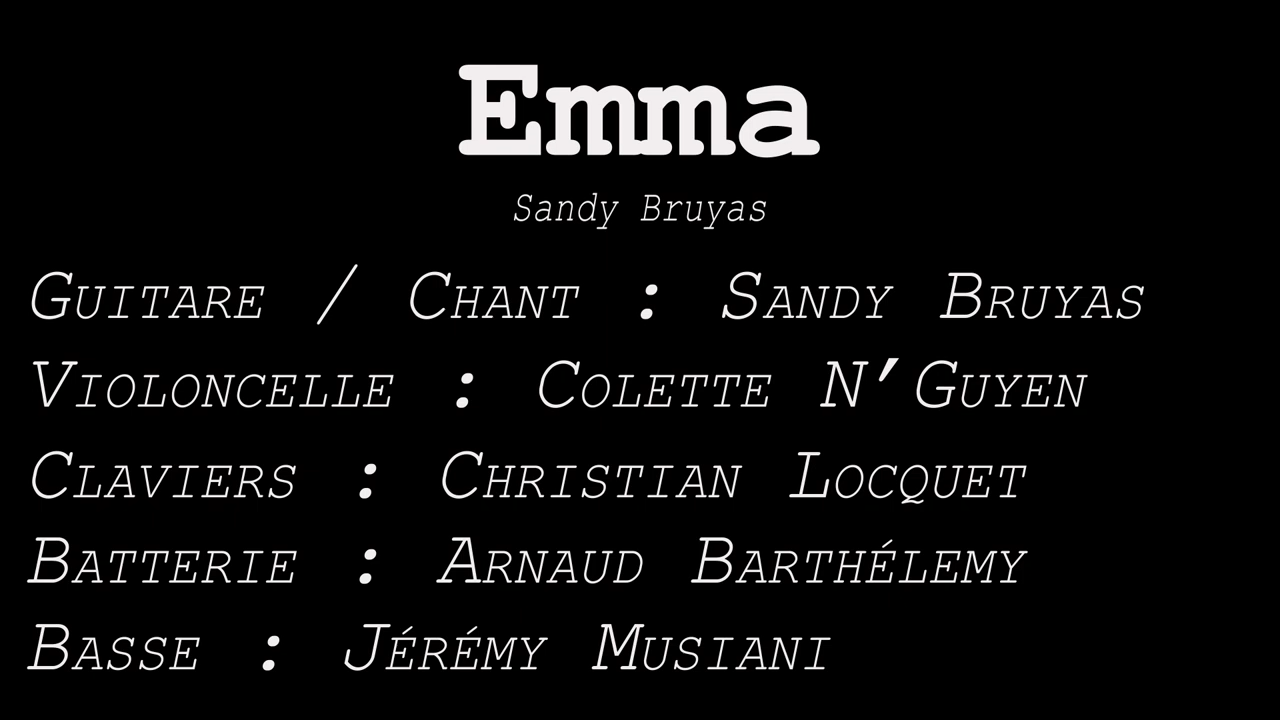 Emma
Sandy Bruyas
Guitare / Chant : Sandy Bruyas
Violoncelle : Colette N'Guyen
Claviers : Christian Locquet
Batterie : Arnaud Barthélemy
Basse : Jérémy Musiani